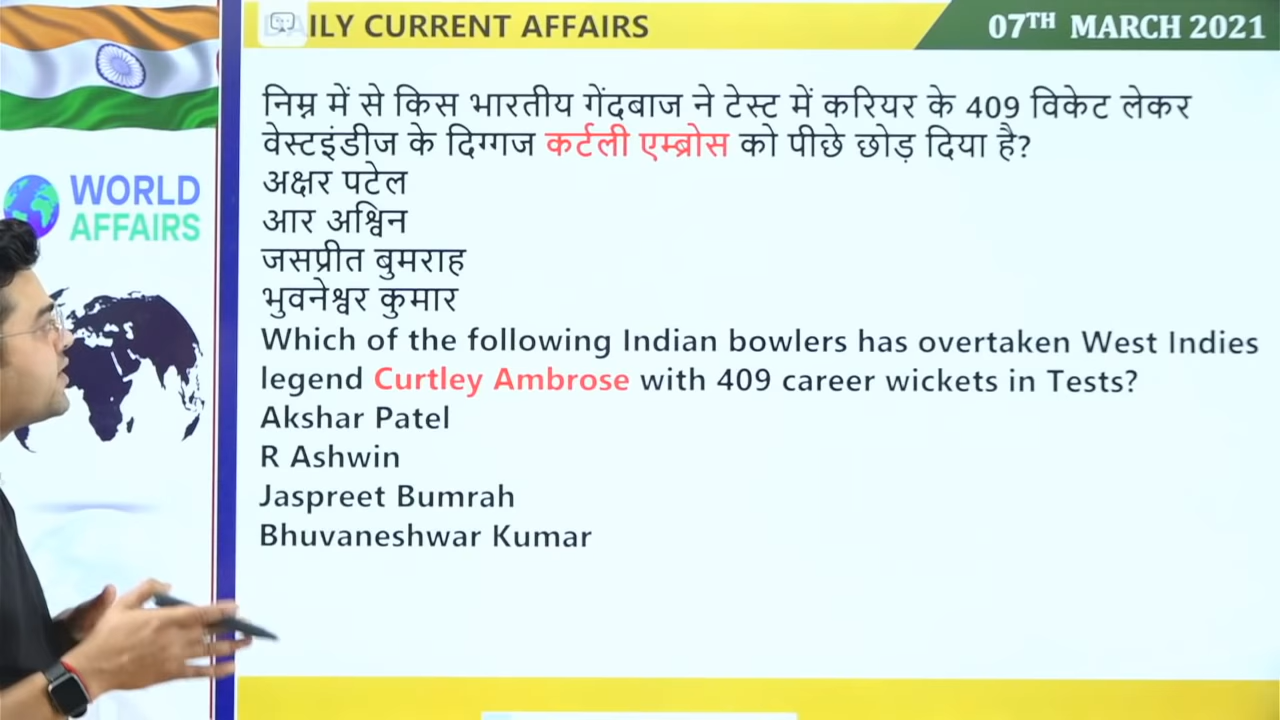 DAILY CURRENT AFFAIRS
07TH MARCH 2021
निम्न में से किस भारतीय गेंदबाज ने टेस्ट में करियर के 409 विकेट लेकर
वेस्टइंडीज के दिग्गज कर्टली एम्ब्रोस को पीछे छोड़ दिया है?
अक्षर पटेल
आर अश्विन
जसप्रीत बुमराह
भुवनेश्वर कुमार
Which of the following Indian bowlers has overtaken West Indies
legend Curtley Ambrose with 409 career wickets in Tests?
Akshar Patel
R Ashwin
Jaspreet Bumrah
Bhuvaneshwar Kumar
WORLD
AFFAIRS